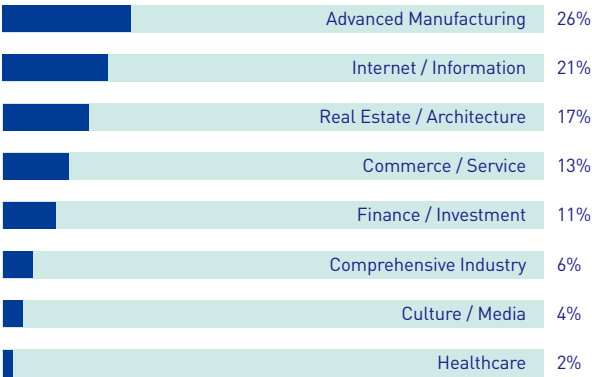 Advanced Manufacturing 26%
Internet / Information 21%
Real Estate / Architecture 17%
Commerce / Service 13%
Finance / Investment 11%
Comprehensive Industry 6%
Culture / Media 4%
Healthcare 2%